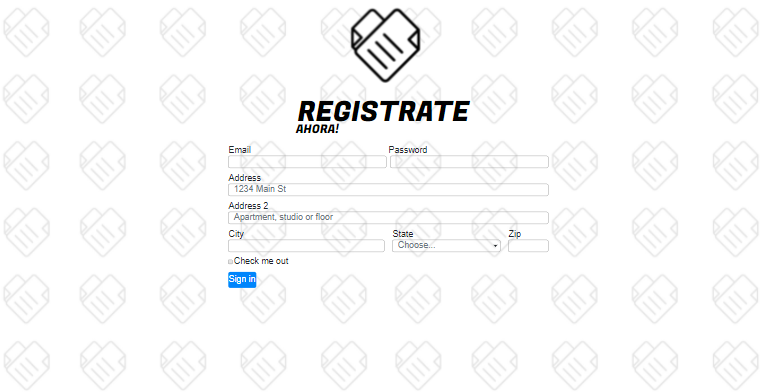 REGISTRATE
AHORA!
Email Password
Address
1234 Main St
Address 2
Apartment, studio or floor
City State Zip
Choose...
Check me out
Sign in